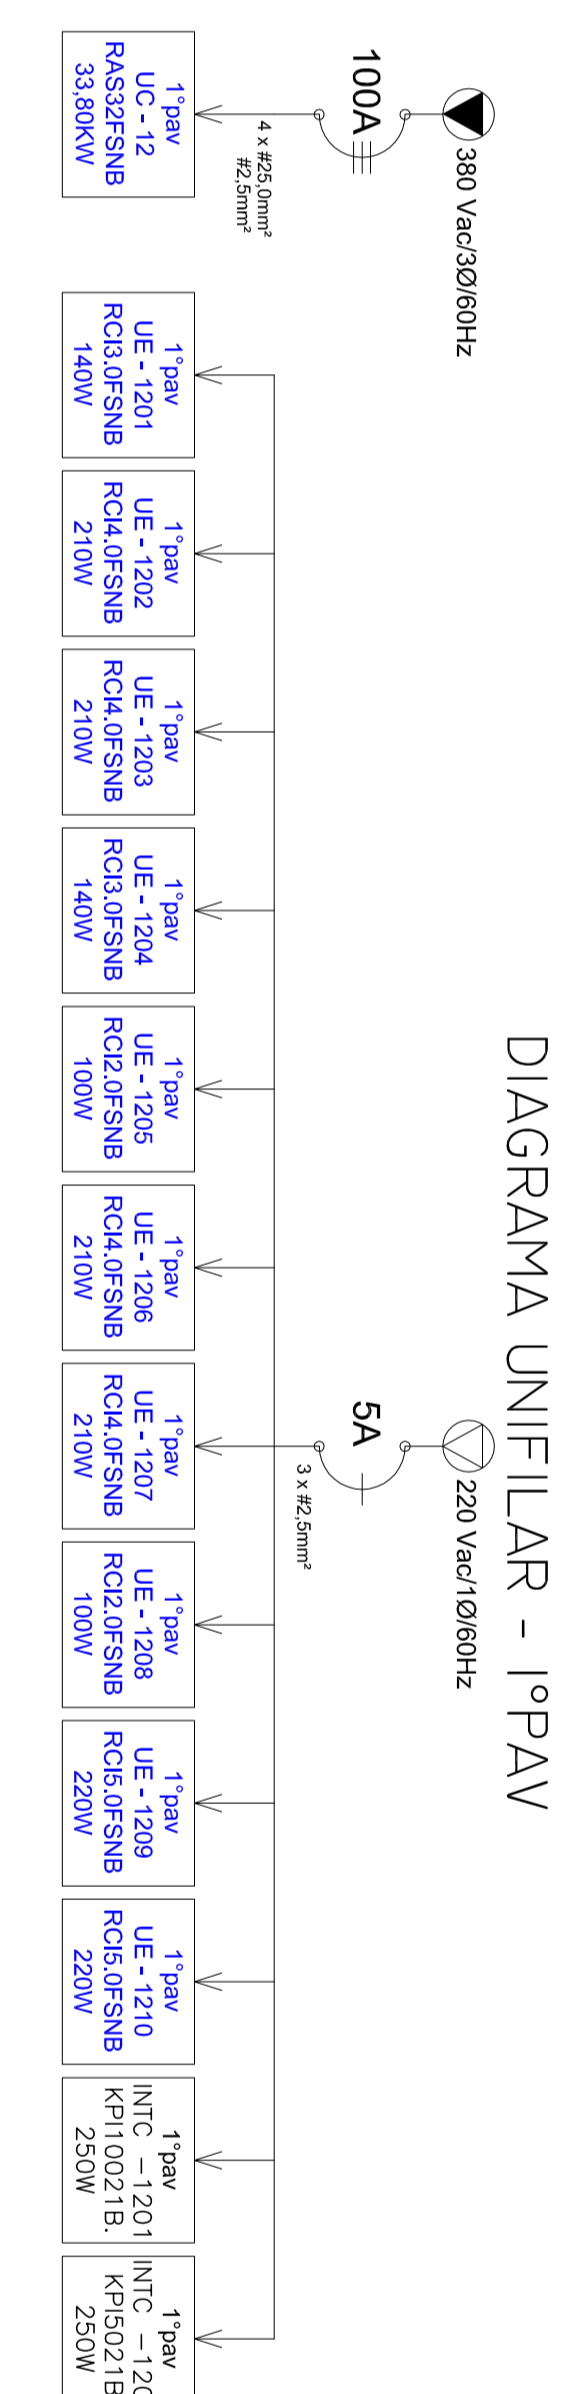 DIAGRAMA UNIFILAR - 1°PAV
380 Vac/3Ø/60Hz
100A
4 x #25,0mm²
#2,5mm²
1°pav
UC - 12
RAS32FSNB
33,80KW
220 Vac/1Ø/60Hz
5A
3 x #2,5mm²
1°pav
UE - 1201
RCI3.0FSNB
140W
1°pav
UE - 1202
RCI4.0FSNB
210W
1°pav
UE - 1203
RCI4.0FSNB
210W
1°pav
UE - 1204
RCI3.0FSNB
140W
1°pav
UE - 1205
RCI2.0FSNB
100W
1°pav
UE - 1206
RCI4.0FSNB
210W
1°pav
UE - 1207
RCI4.0FSNB
210W
1°pav
UE - 1208
RCI2.0FSNB
100W
1°pav
UE - 1209
RCI5.0FSNB
220W
1°pav
UE - 1210
RCI5.0FSNB
220W
1°pav
INTC -1201
KPI10021B.
250W
1°pav
INTC
KPI5021B
250W